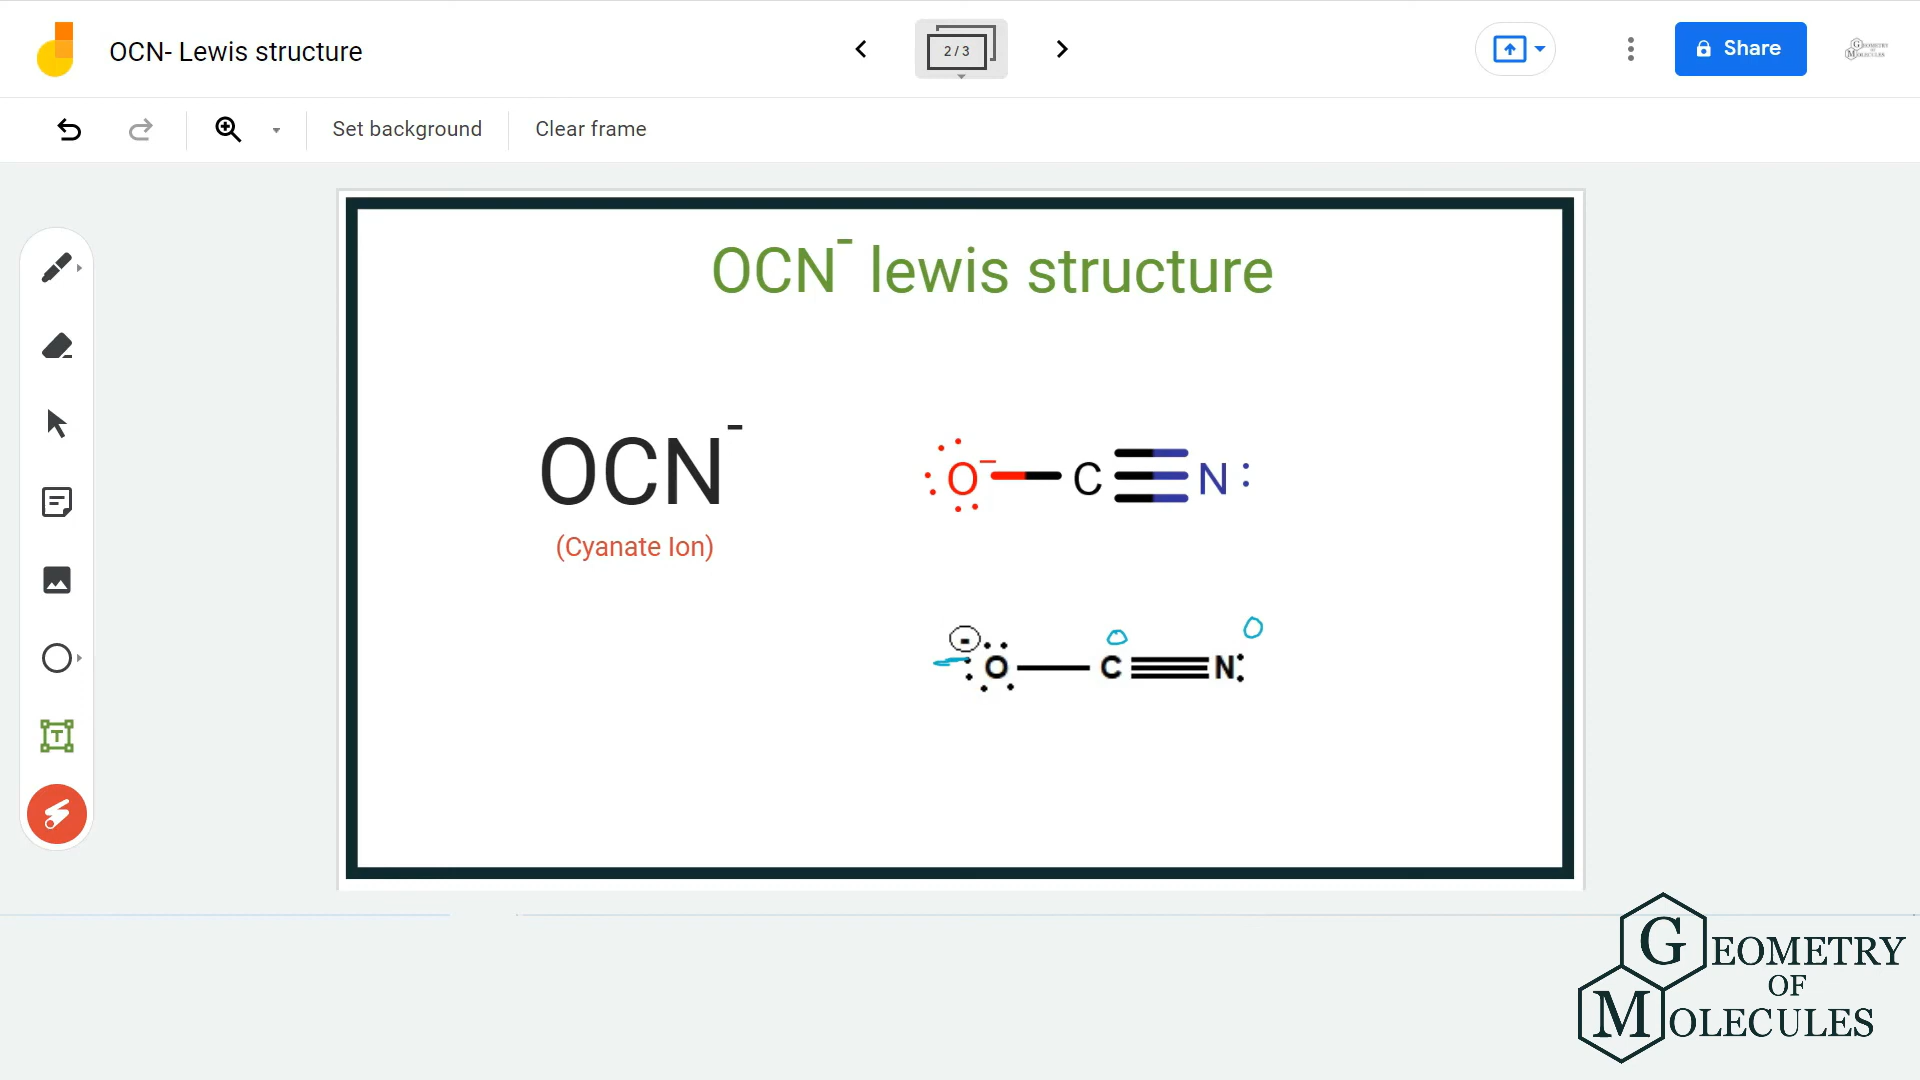 OCN- Lewis structure
2 / 3
Share
Set background
Clear frame
OCN⁻ lewis structure
OCN⁻
(Cyanate Ion)
O⁻ C N
O C N
0 0
T
GEOMETRY
OF
MOLECULES